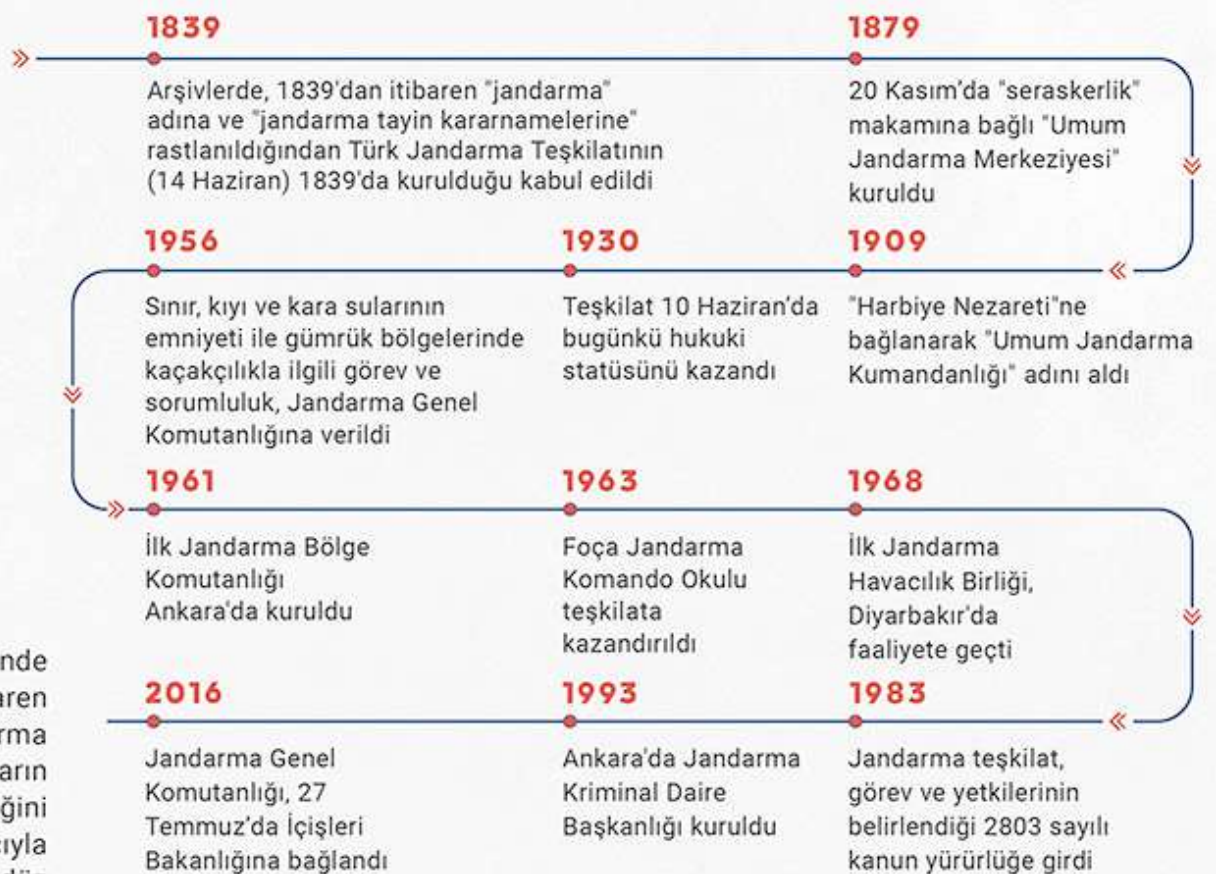 1839
Arşivlerde, 1839'dan itibaren "jandarma"
adına ve "jandarma tayin kararnamelerine"
rastlanıldığından Türk Jandarma Teşkilatının
(14 Haziran) 1839'da kurulduğu kabul edildi
1879
20 Kasım'da "seraskerlik"
makamına bağlı "Umum
Jandarma Merkeziyesi"
kuruldu
1909
"Harbiye Nezareti"ne
bağlanarak "Umum Jandarma
Kumandanlığı" adını aldı
1930
Teşkilat 10 Haziran'da
bugünkü hukuki
statüsünü kazandı
1956
Sınır, kıyı ve kara sularının
emniyeti ile gümrük bölgelerinde
kaçakçılıkla ilgili görev ve
sorumluluk, Jandarma Genel
Komutanlığına verildi
1961
İlk Jandarma Bölge
Komutanlığı
Ankara'da kuruldu
1963
Foça Jandarma
Komando Okulu
teşkilata
kazandırıldı
1968
İlk Jandarma
Havacılık Birliği,
Diyarbakır'da
faaliyete geçti
1983
Jandarma teşkilat,
görev ve yetkilerinin
belirlendiği 2803 sayılı
kanun yürürlüğe girdi
1993
Ankara'da Jandarma
Kriminal Daire
Başkanlığı kuruldu
2016
Jandarma Genel
Komutanlığı, 27
Temmuz'da İçişleri
Bakanlığına bağlandı
nde
aren
rma
arın
ğini
ıyla